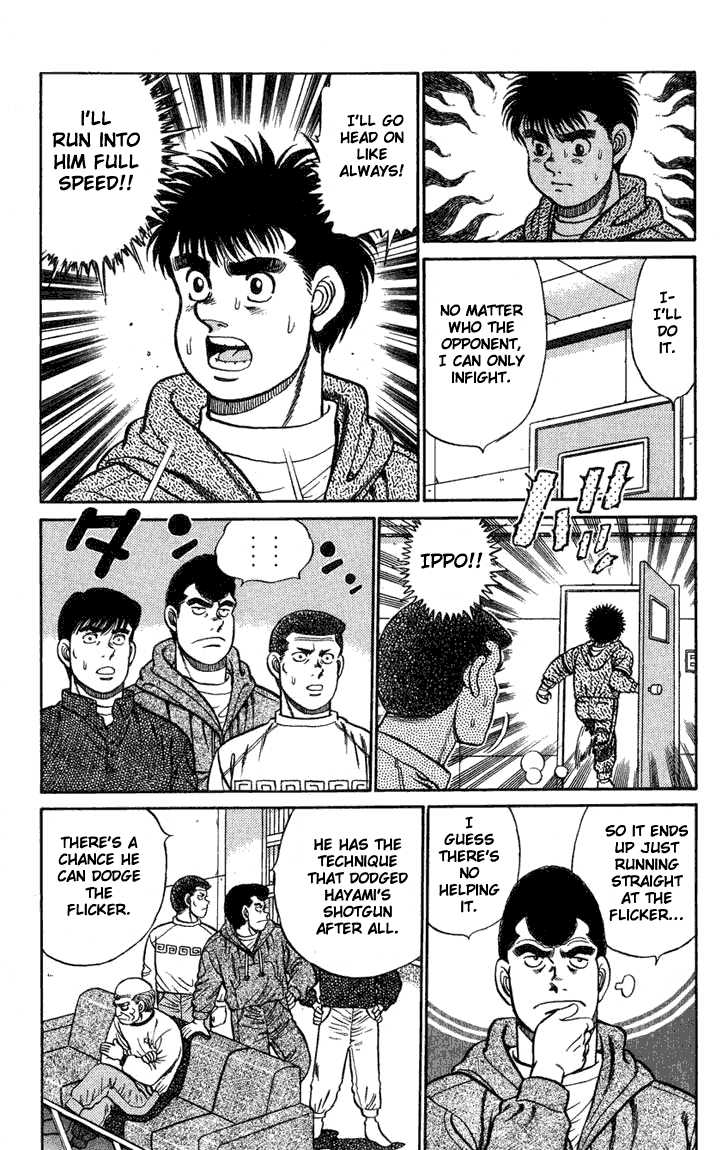 I-
I'LL
DO
IT.
NO MATTER
WHO THE
OPPONENT,
I CAN ONLY
INFIGHT.
I'LL GO
HEAD ON
LIKE
ALWAYS!
I'LL
RUN INTO
HIM FULL
SPEED!!
IPPO!!
......
SO IT ENDS
UP JUST
RUNNING
STRAIGHT
AT THE
FLICKER...
I
GUESS
THERE'S
NO
HELPING
IT.
HE HAS THE
TECHNIQUE
THAT DODGED
HAYAMI'S
SHOTGUN
AFTER ALL.
THERE'S A
CHANCE HE
CAN DODGE
THE
FLICKER.